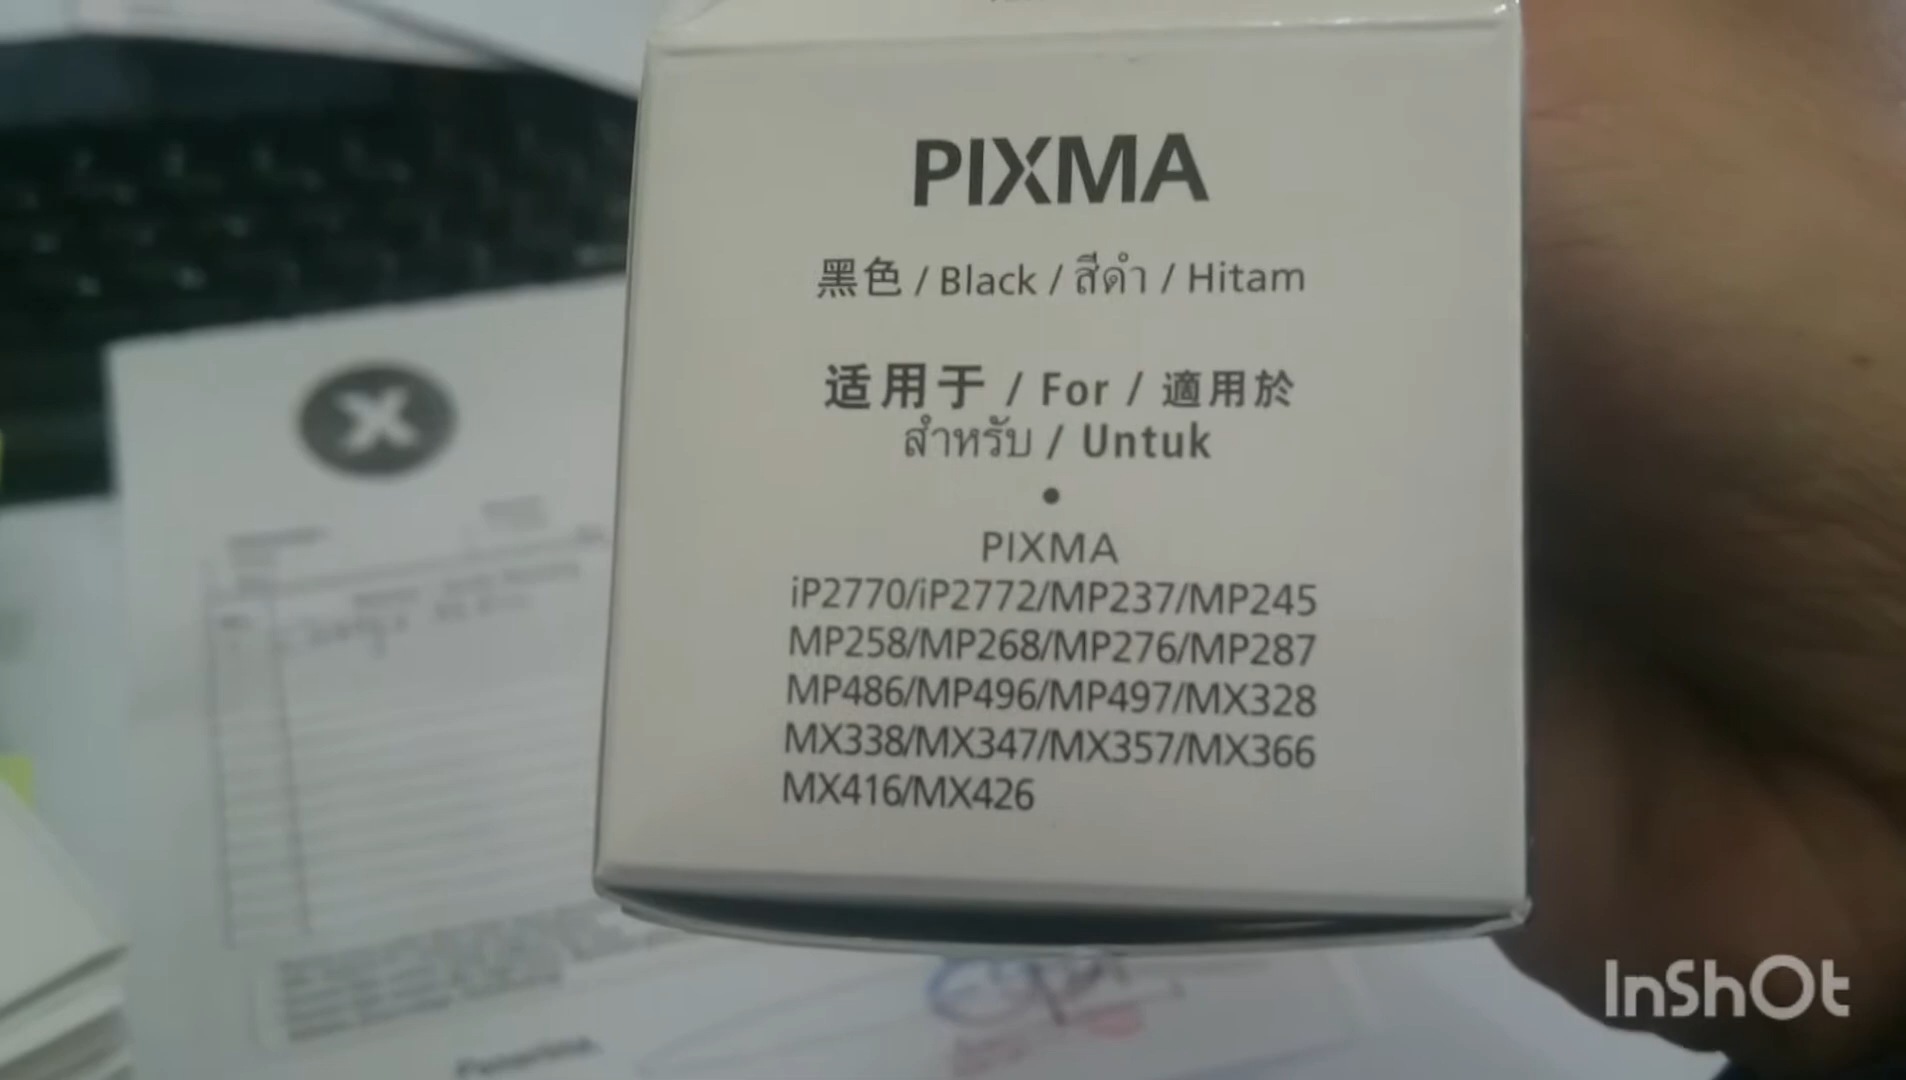 PIXMA
黑色 / Black / สีดำ / Hitam
适用于 / For / 適用於
สำหรับ / Untuk
•
PIXMA
iP2770/iP2772/MP237/MP245
MP258/MP268/MP276/MP287
MP486/MP496/MP497/MX328
MX338/MX347/MX357/MX366
MX416/MX426
X
Penerima
InShOt